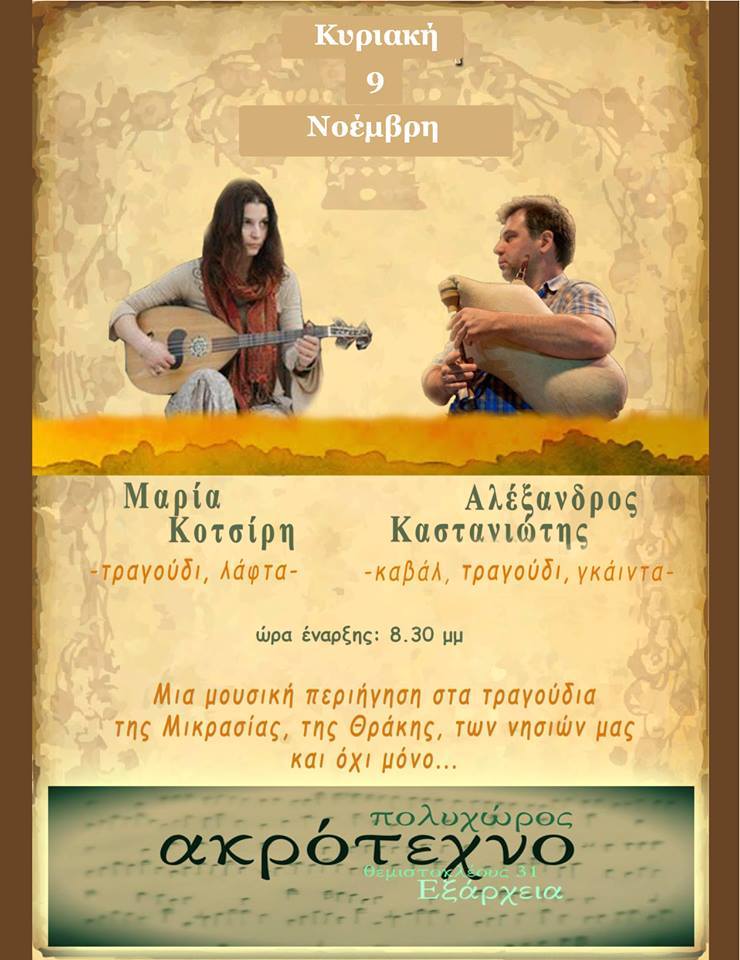 Κυριακή
9
Νοέμβρη
Μαρία
Κοτσίρη
-τραγούδι, λάφτα-
Αλέξανδρος
Καστανιώτης
-καβάλ, τραγούδι, γκάιντα-
ώρα έναρξης: 8.30 μμ
Μια μουσική περιήγηση στα τραγούδια
της Μικρασίας, της Θράκης, των νησιών μας
και όχι μόνο...
πολυχώρος
ακρότεχνο
θεμιστοκλέους 31
Εξάρχεια